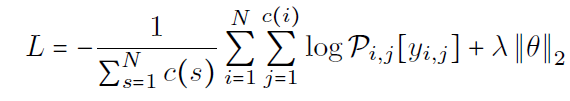 L = -\frac{1}{\sum_{s=1}^{N} c(s)} \sum_{i=1}^{N} \sum_{j=1}^{c(i)} \log \mathcal{P}_{i,j}[y_{i,j}] + \lambda \|\theta\|_2